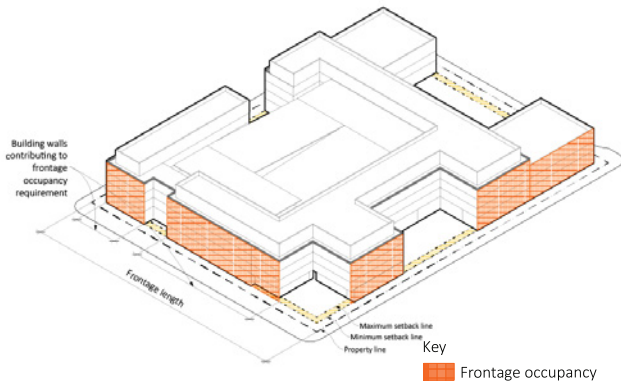 Building walls
contributing to
frontage
occupancy
requirement
Frontage length
Maximum setback line
Minimum setback line
Property line
Key
Frontage occupancy